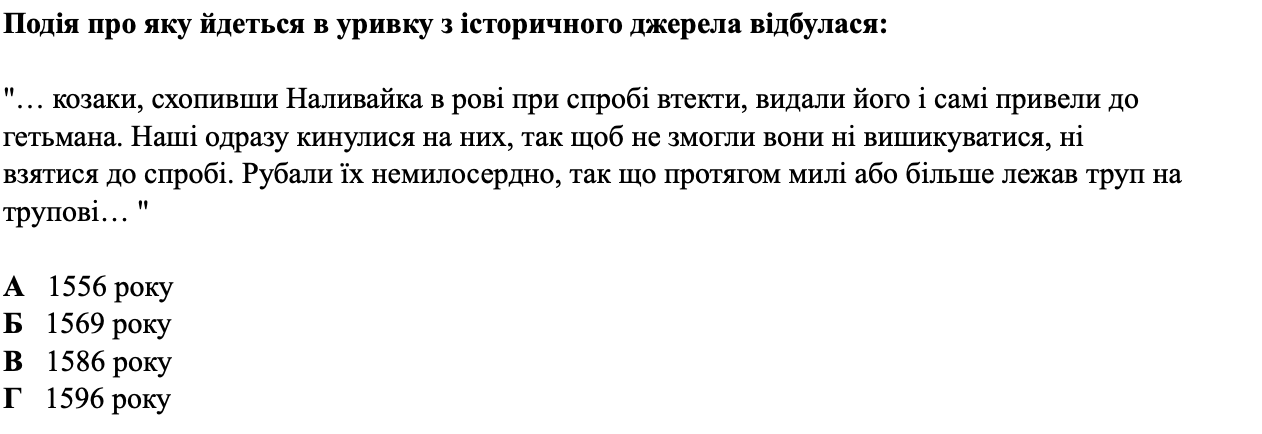 Подія про яку йдеться в уривку з історичного джерела відбулася:
"… козаки, схопивши Наливайка в рові при спробі втекти, видали його і самі привели до
гетьмана. Наші одразу кинулися на них, так щоб не змогли вони ні вишикуватися, ні
взятися до спробі. Рубали їх немилосердно, так що протягом милі або більше лежав труп на
трупові… "
А 1556 року
Б 1569 року
В 1586 року
Г 1596 року